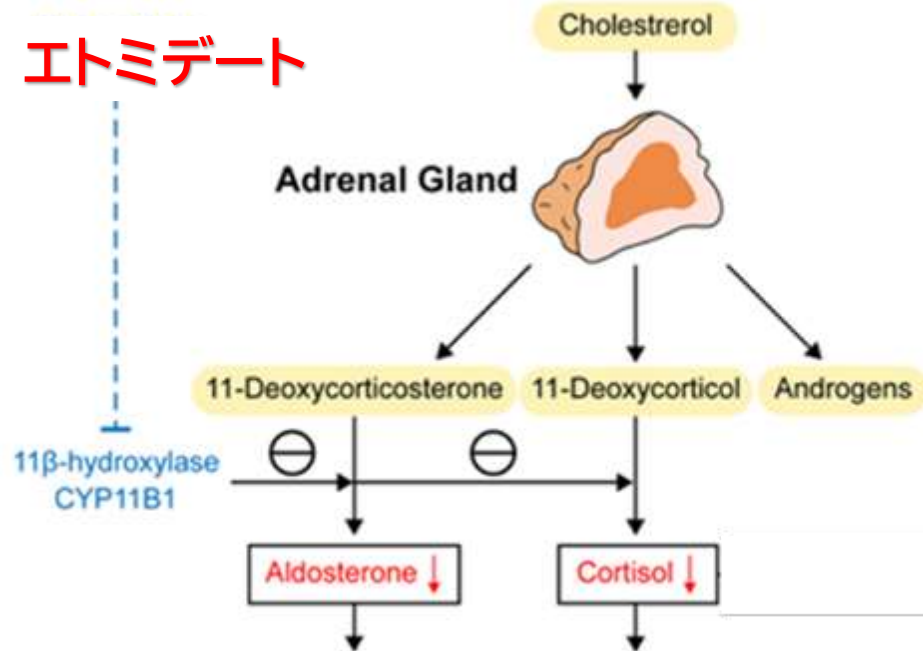 エトミデート
Cholestrerol
Adrenal Gland
11-Deoxycorticosterone
11-Deoxycorticol
Androgens
11β-hydroxylase
CYP11B1
Aldosterone ↓
Cortisol ↓